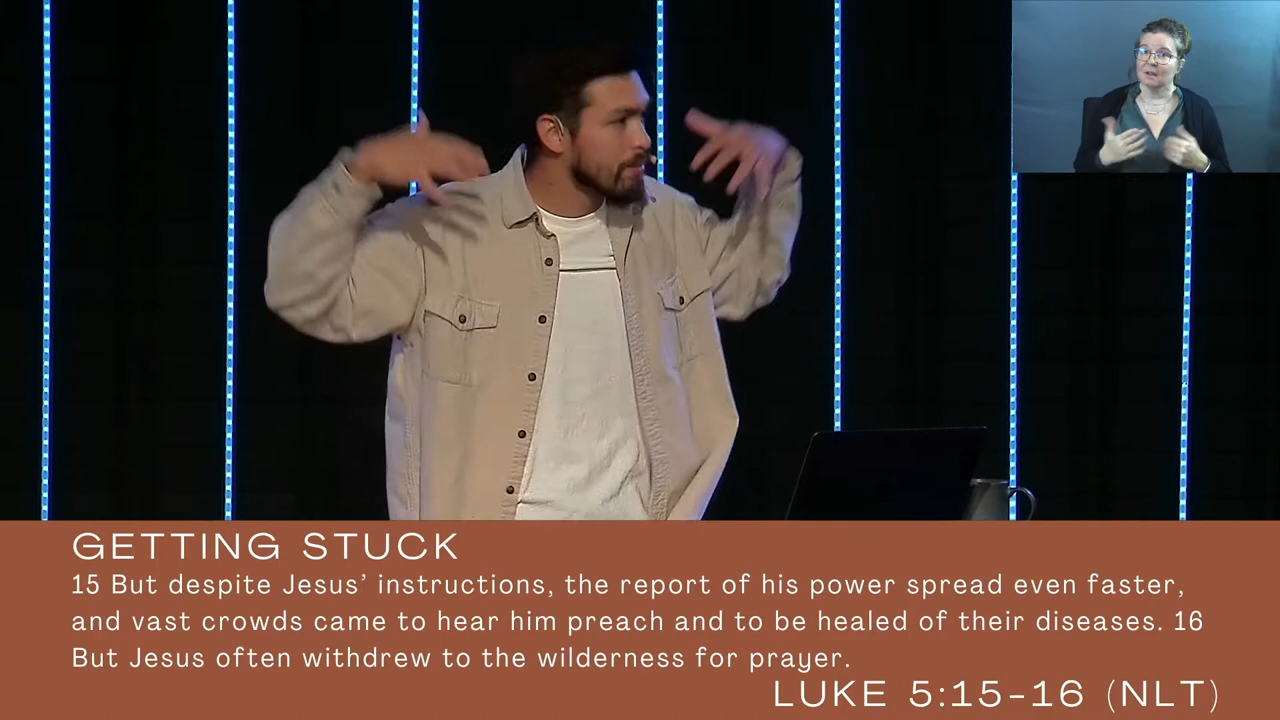 GETTING STUCK
15 But despite Jesus’ instructions, the report of his power spread even faster,
and vast crowds came to hear him preach and to be healed of their diseases. 16
But Jesus often withdrew to the wilderness for prayer.
LUKE 5:15-16 (NLT)